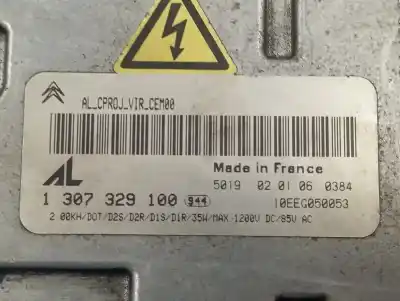 AL_CPROJ_VIR_CEM00
AL
Made in France
1 307 329 100 944
5019 02 01 06 0384
10EEG050053
2.00KH/DOT/D2S/D2R/D1S/D1R/35W/MAX 1200V DC/85V AC